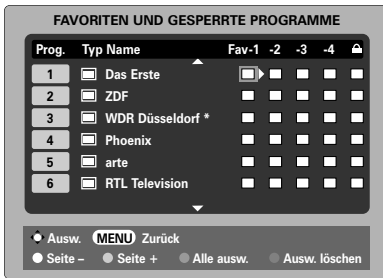 FAVORITEN UND GESPERRTE PROGRAMME
Prog. Typ Name Fav-1 -2 -3 -4
1 Das Erste
2 ZDF
3 WDR Düsseldorf *
4 Phoenix
5 arte
6 RTL Television
Ausw. MENU Zurück
Seite – Seite + Alle ausw. Ausw. löschen